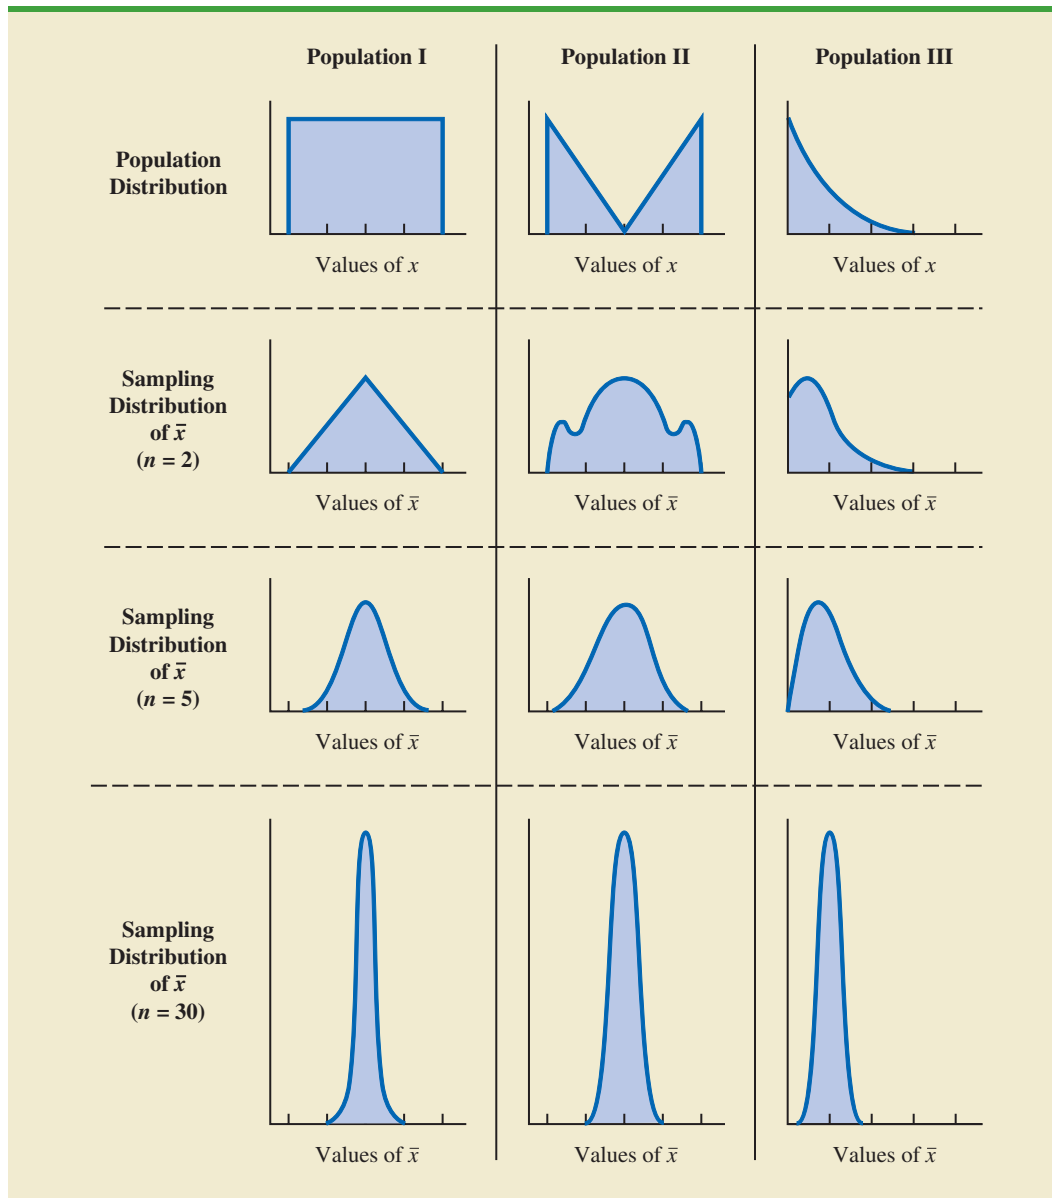 Population I
Population II
Population III
Population
Distribution
Values of x
Values of x
Values of x
Sampling
Distribution
of x̄
(n = 2)
Values of x̄
Values of x̄
Values of x̄
Sampling
Distribution
of x̄
(n = 5)
Values of x̄
Values of x̄
Values of x̄
Sampling
Distribution
of x̄
(n = 30)
Values of x̄
Values of x̄
Values of x̄